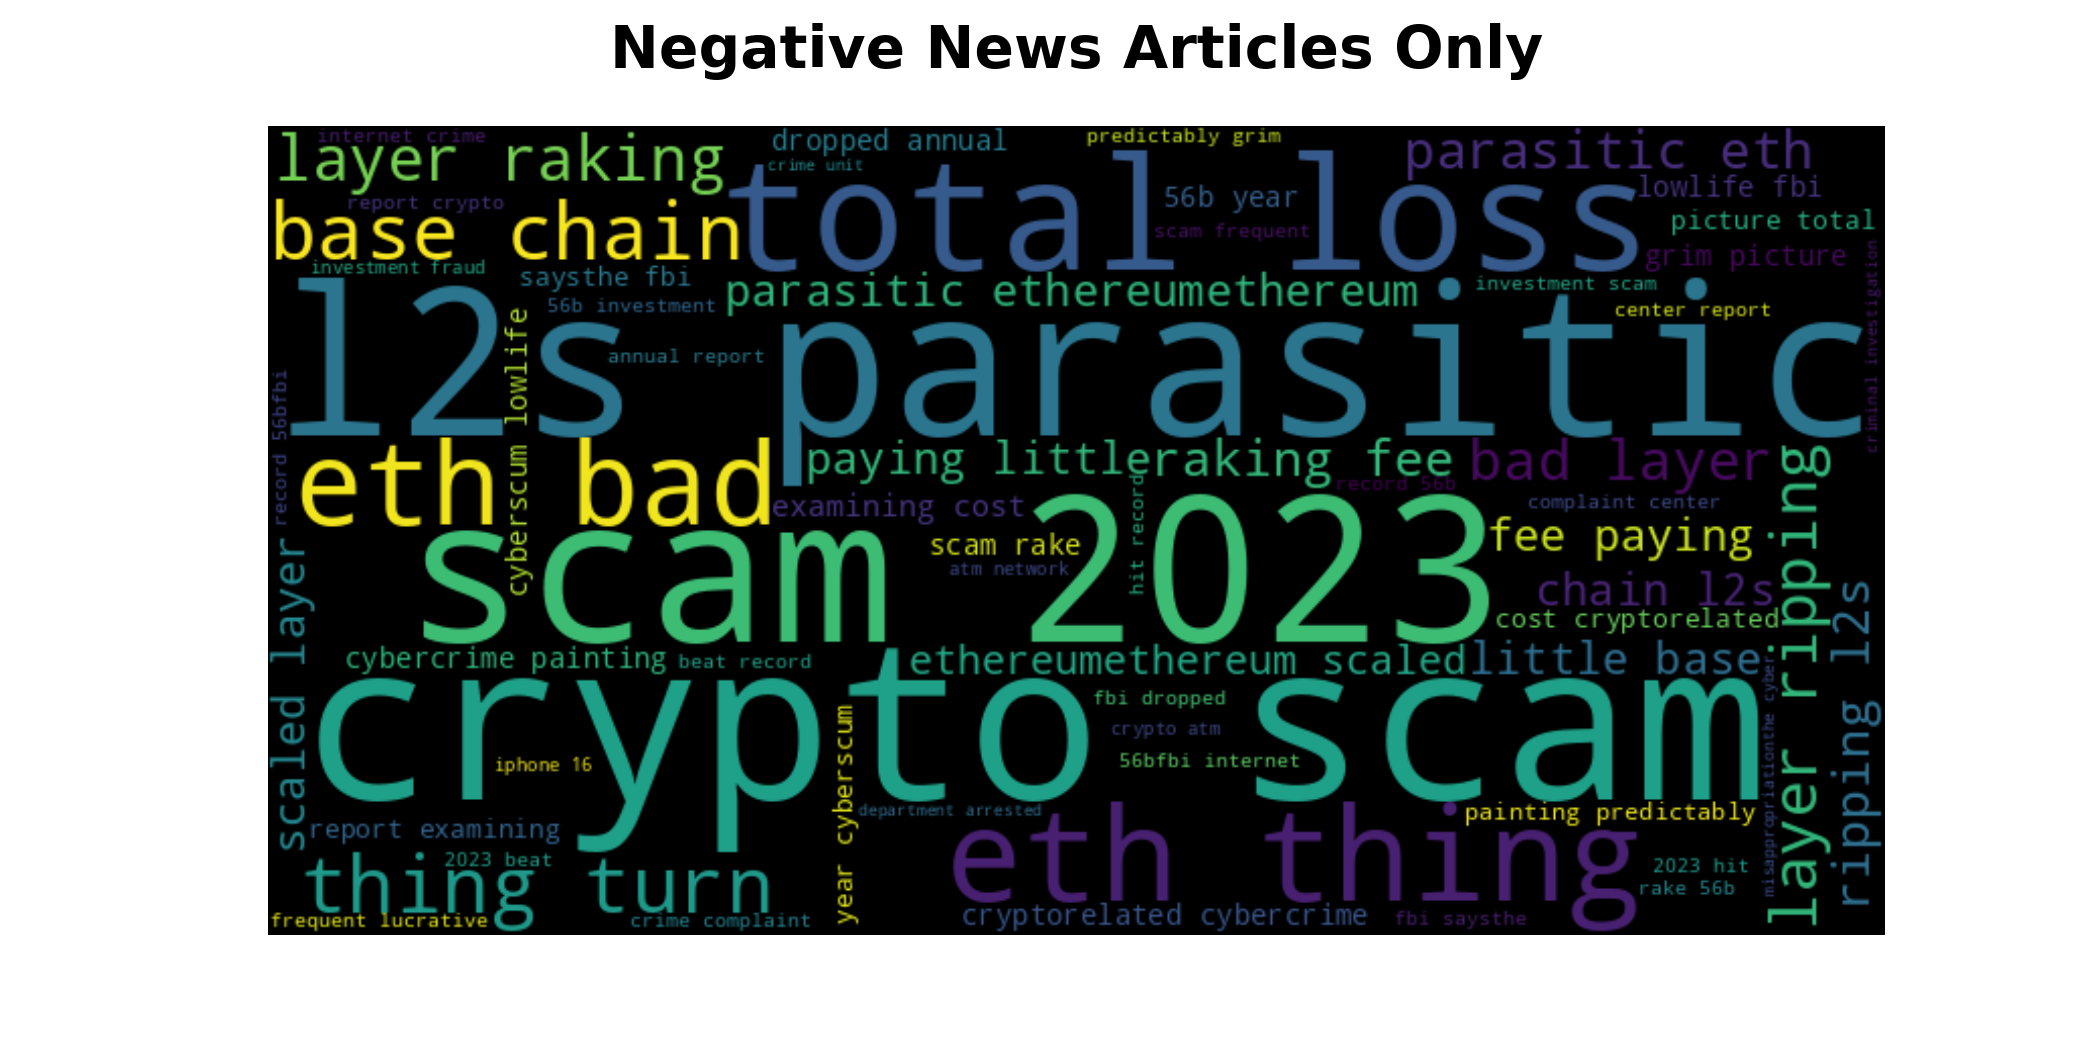 Negative News Articles Only
internet crime
layer raking
dropped annual
crime unit
predictably grim
parasitic eth
report crypto
total loss
56b year
lowlife fbi
base chain
scam frequent
picture total
grim picture
investment fraud
saysthe fbi
parasitic ethereumethereum
investment scam
56b investment
center report
criminal investigation
l2s parasitic
annual report
cyberscum lowlife
record 56bfbi
eth bad
paying little
raking fee
bad layer
record 56b
examining cost
complaint center
hit record
scam 2023
scam rake
fee paying
atm network
chain l2s
cost cryptorelated
layer ripping
ripping l2s
scaled layer
cybercrime painting
beat record
ethereumethereum scaled
little base
misappropriationthe cyber
crypto scam
fbi dropped
crypto atm
56bfbi internet
iphone 16
year cyberscum
department arrested
painting predictably
report examining
eth thing
2023 beat
thing turn
2023 hit
rake 56b
frequent lucrative
crime complaint
cryptorelated cybercrime
fbi saysthe